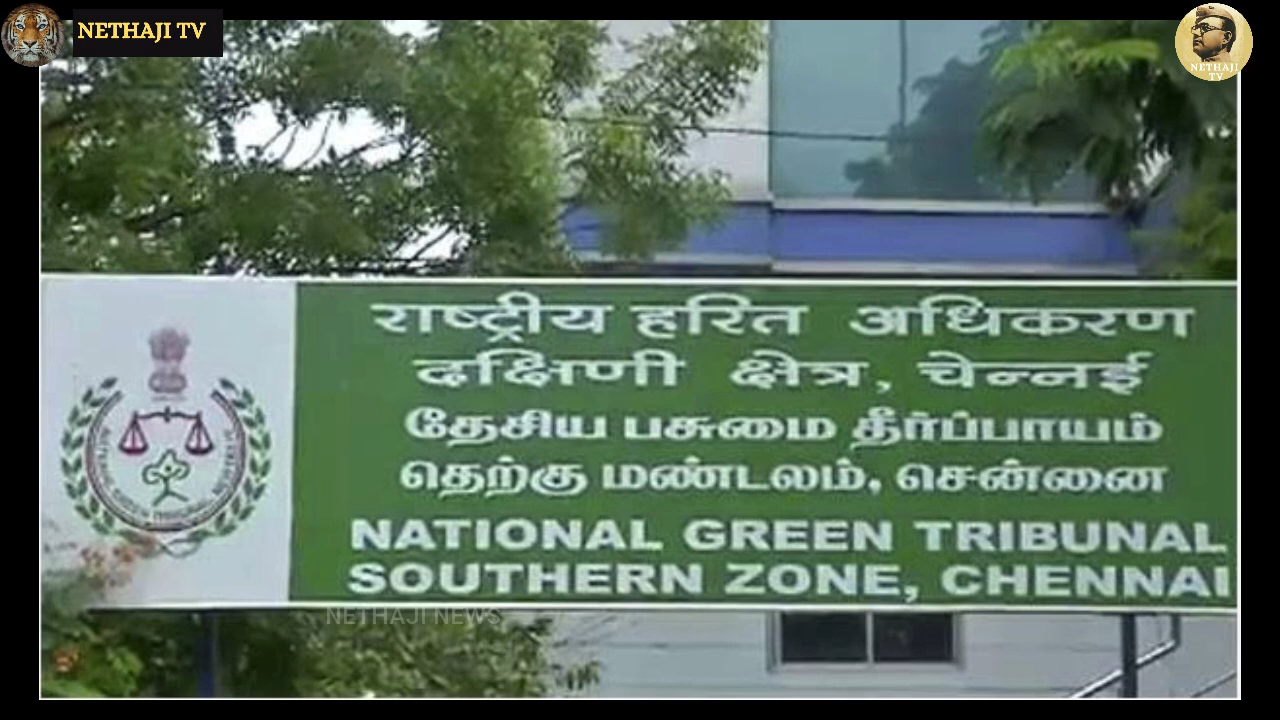 NETHAJI TV
NETHAJI
TV
राष्ट्रीय हरित अधिकरण
दक्षिणी क्षेत्र, चेन्नई
தேசிய பசுமை தீர்ப்பாயம்
தெற்கு மண்டலம், சென்னை
NATIONAL GREEN TRIBUNAL
SOUTHERN ZONE, CHENNAI
NETHAJI NEWS